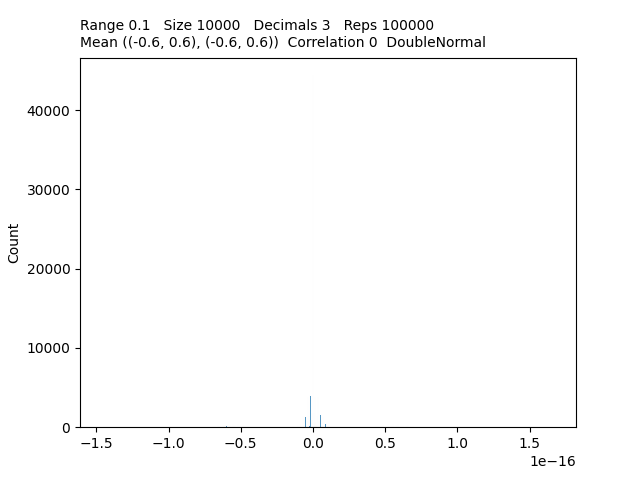 Range 0.1   Size 10000   Decimals 3   Reps 100000
Mean ((-0.6, 0.6), (-0.6, 0.6))  Correlation 0  DoubleNormal
40000
30000
20000
10000
0
Count
−1.5 −1.0 −0.5 0.0 0.5 1.0 1.5
1e−16